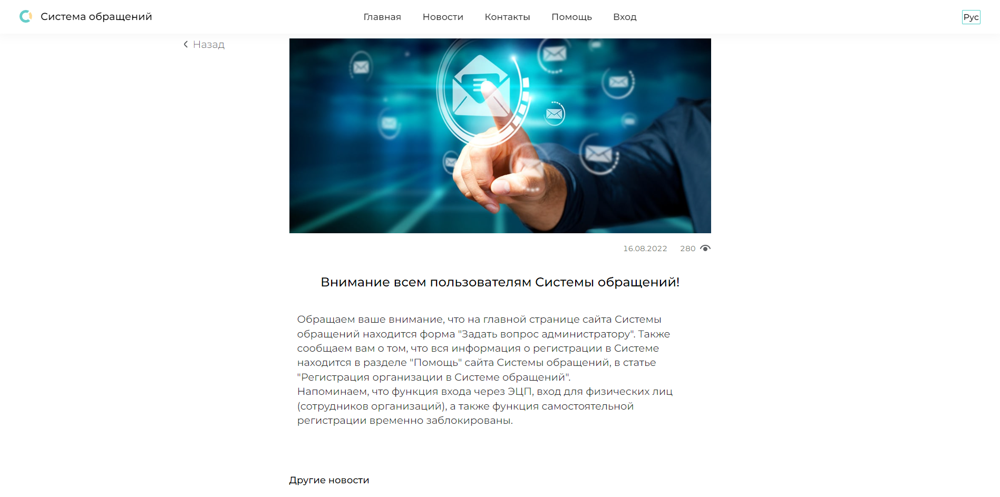 Система обращений
Главная Новости Контакты Помощь Вход
Рус
Назад
16.08.2022 280
Внимание всем пользователям Системы обращений!
Обращаем ваше внимание, что на главной странице сайта Системы
обращений находится форма "Задать вопрос администратору". Также
сообщаем вам о том, что вся информация о регистрации в Системе
находится в разделе "Помощь" сайта Системы обращений, в статье
"Регистрация организации в Системе обращений".
Напоминаем, что функция входа через ЭЦП, вход для физических лиц
(сотрудников организаций), а также функция самостоятельной
регистрации временно заблокированы.
Другие новости